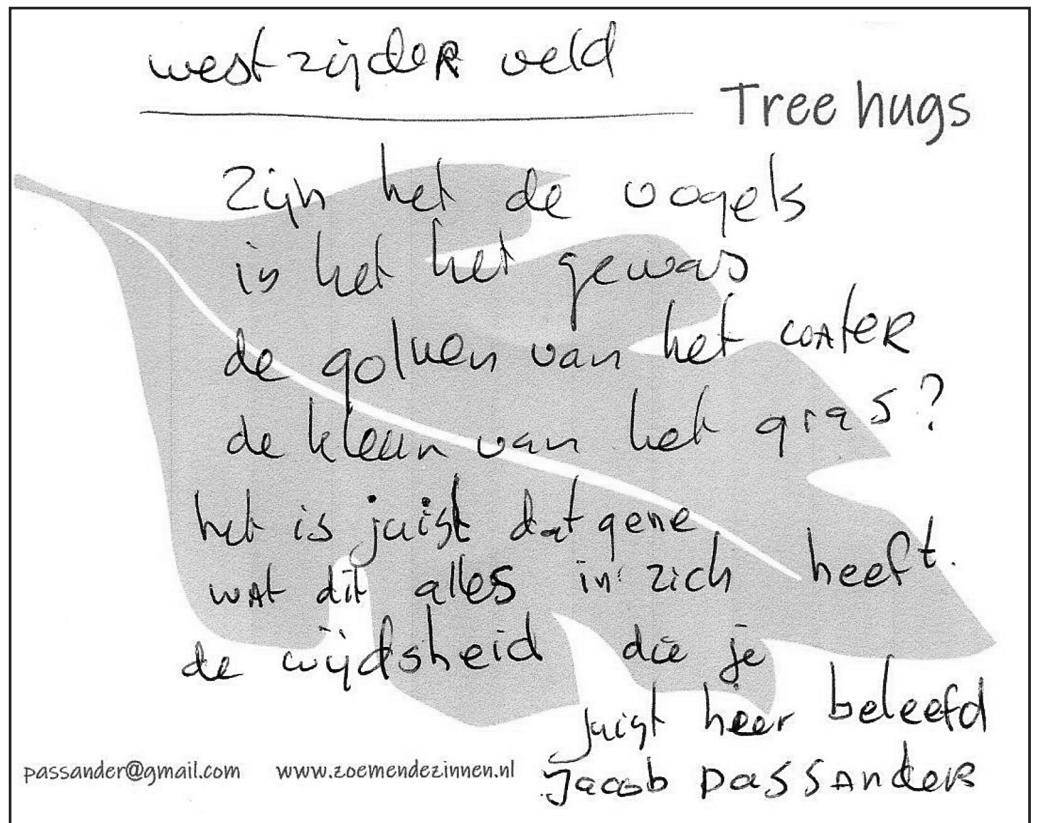 westzijder veld
Tree hugs
Zijn het de vogels
is het het gewas
de golven van het water
de kleur van het gras?
het is juist datgene
wat dit alles in zich heeft.
de wijdsheid die je
juist heer beleefd
Jacob Passander
passander@gmail.com www.zoemendezinnen.nl